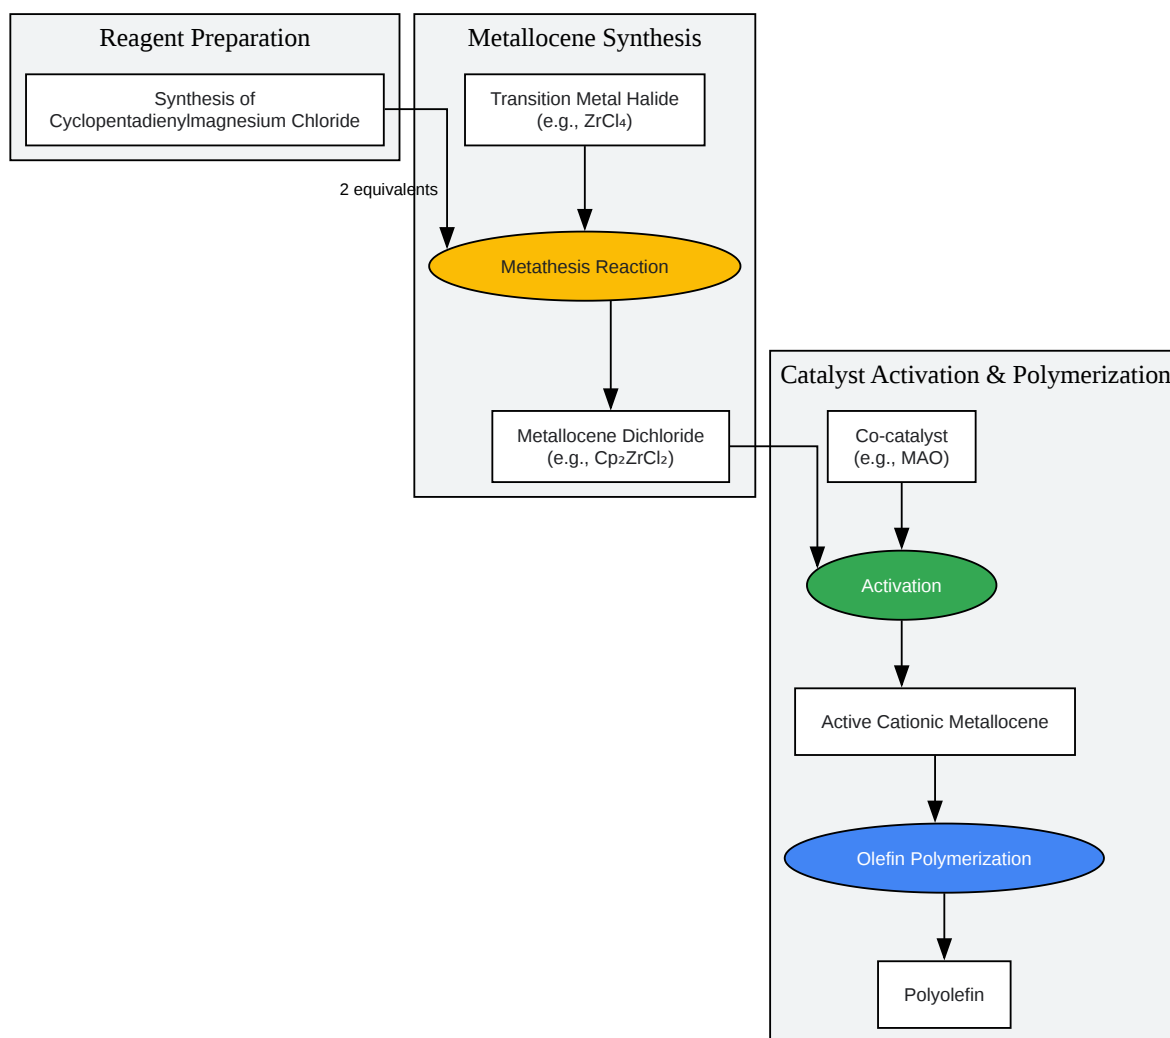 Reagent Preparation
Synthesis of
Cyclopentadienylmagnesium Chloride
2 equivalents
Metallocene Synthesis
Transition Metal Halide
(e.g., ZrCl₄)
Metathesis Reaction
Metallocene Dichloride
(e.g., Cp₂ZrCl₂)
Catalyst Activation & Polymerization
Co-catalyst
(e.g., MAO)
Activation
Active Cationic Metallocene
Olefin Polymerization
Polyolefin